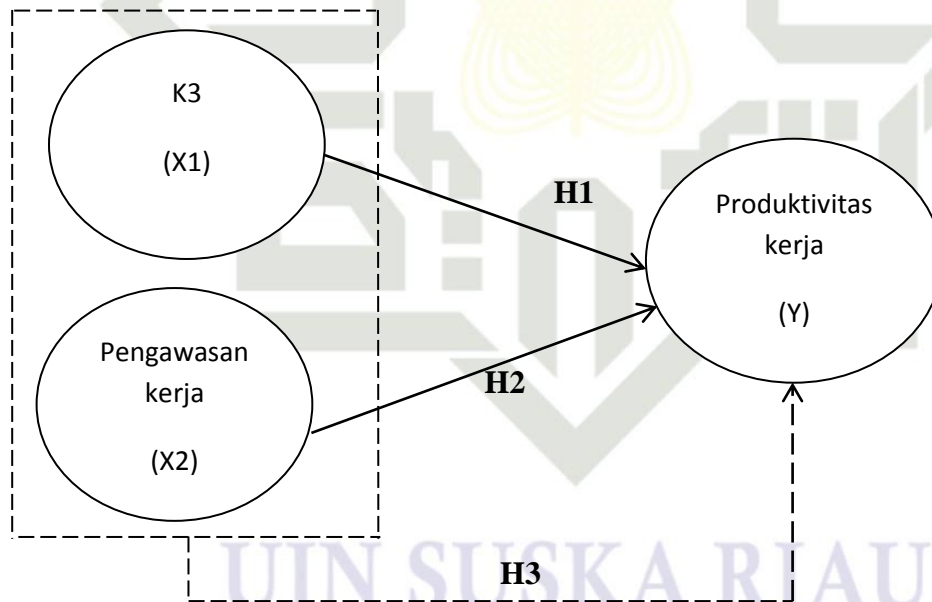 K3
(X1)
H1
Produktivitas
kerja
(Y)
Pengawasan
kerja
(X2)
H2
H3
UIN SUSKA RIAU